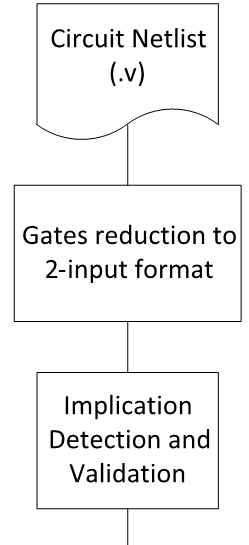 Circuit Netlist
(.v)
Gates reduction to
2-input format
Implication
Detection and
Validation